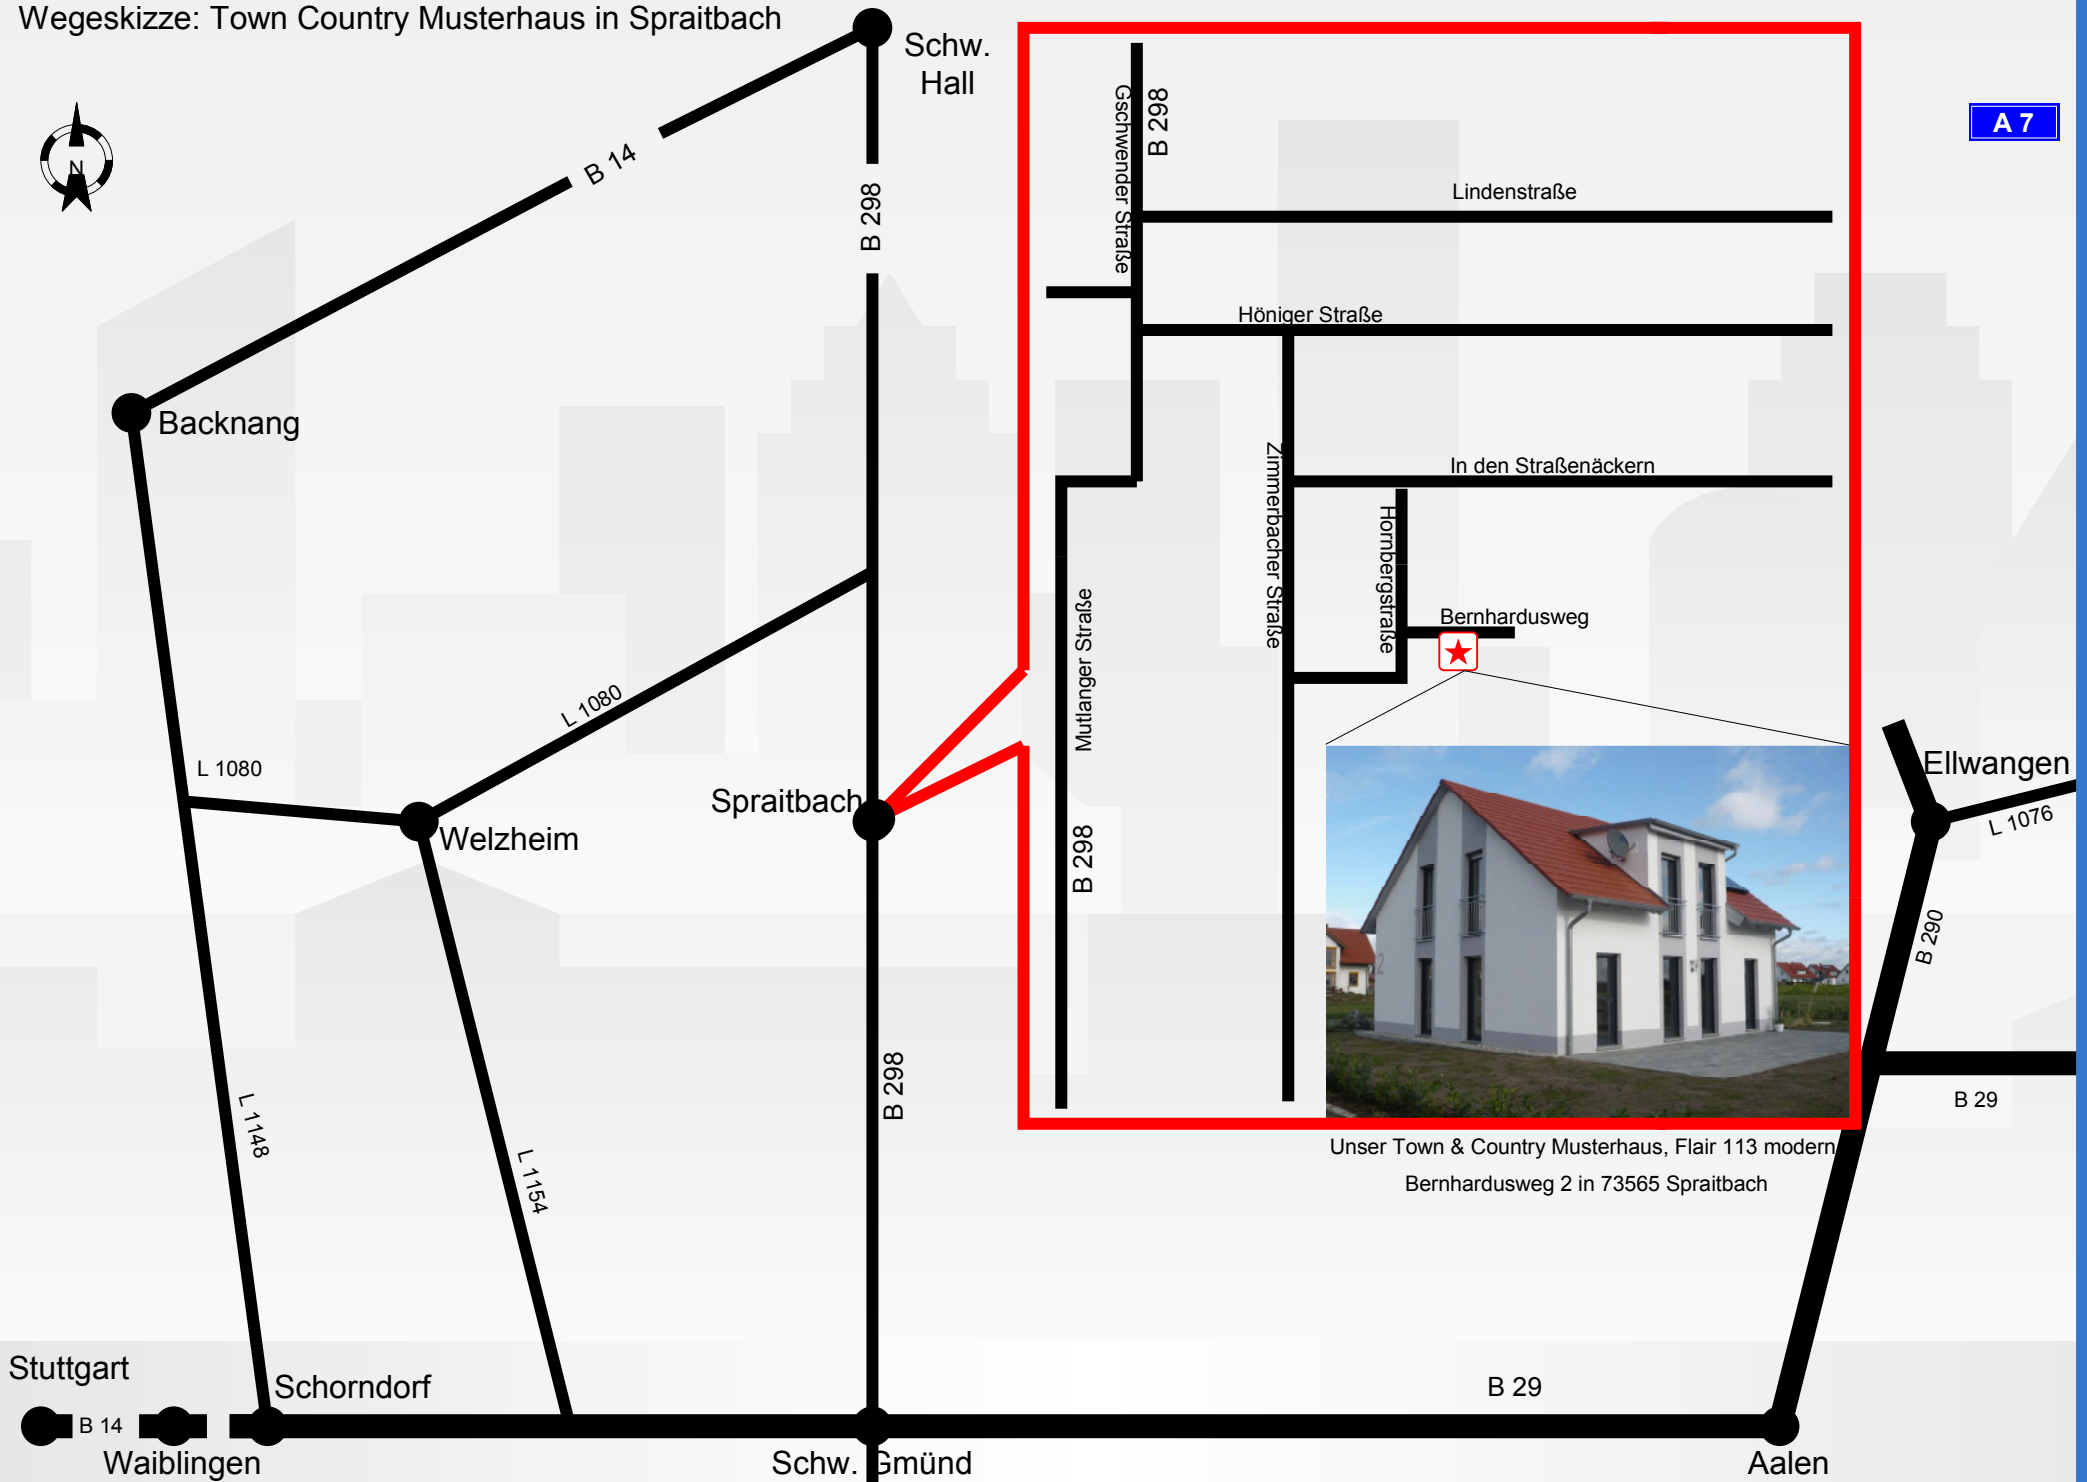 Wegeskizze: Town Country Musterhaus in Spraitbach
Schw.
Hall
A 7
N
B 14
B 298
Gschwender Straße
B 298
Lindenstraße
Höniger Straße
Backnang
Zimmerbacher Straße
In den Straßenäckern
Hornbergstraße
Bernhardusweg
Mutlanger Straße
L 1080
L 1080
Spraitbach
Welzheim
B 298
Ellwangen
L 1076
B 290
2
B 298
L 1148
L 1154
B 29
Unser Town & Country Musterhaus, Flair 113 modern
Bernhardusweg 2 in 73565 Spraitbach
Stuttgart
Schorndorf
B 29
B 14
Waiblingen
Schw. Gmünd
Aalen